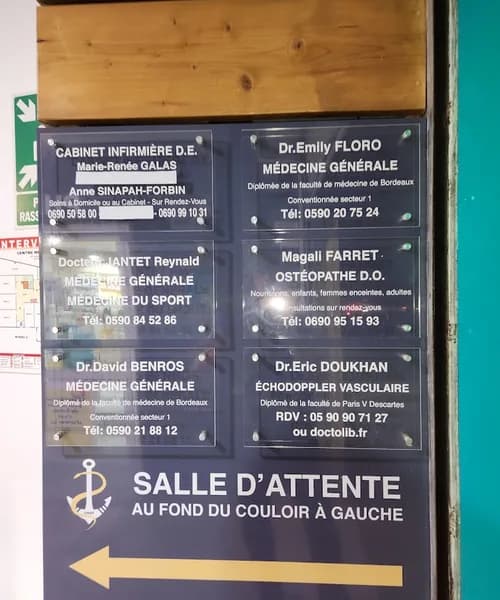 CABINET INFIRMIÈRE D.E.
Marie-Renée GALAS
Anne SINAPAH-FORBIN
Soins à Domicile ou au Cabinet - Sur Rendez-Vous
0690 50 58 00 - 0690 99 10 31
Dr.Emily FLORO
MÉDECINE GÉNÉRALE
Diplômée de la faculté de médecine de Bordeaux
Conventionnée secteur 1
Tél: 0590 20 75 24
Docteur JANTET Reynald
MÉDECINE GÉNÉRALE
MÉDECINE DU SPORT
Tél: 0590 84 52 86
Magali FARRET
OSTÉOPATHE D.O.
Nourrissons, enfants, femmes enceintes, adultes
Consultations sur rendez-vous
Tél: 0690 95 15 93
Dr.David BENROS
MÉDECINE GÉNÉRALE
Diplômé de la faculté de médecine de Bordeaux
Conventionnée secteur 1
Tél: 0590 21 88 12
Dr.Eric DOUKHAN
ÉCHODOPPLER VASCULAIRE
Diplômé de la faculté de Paris V Descartes
RDV : 05 90 90 71 27
ou doctolib.fr
SALLE D'ATTENTE
AU FOND DU COULOIR À GAUCHE